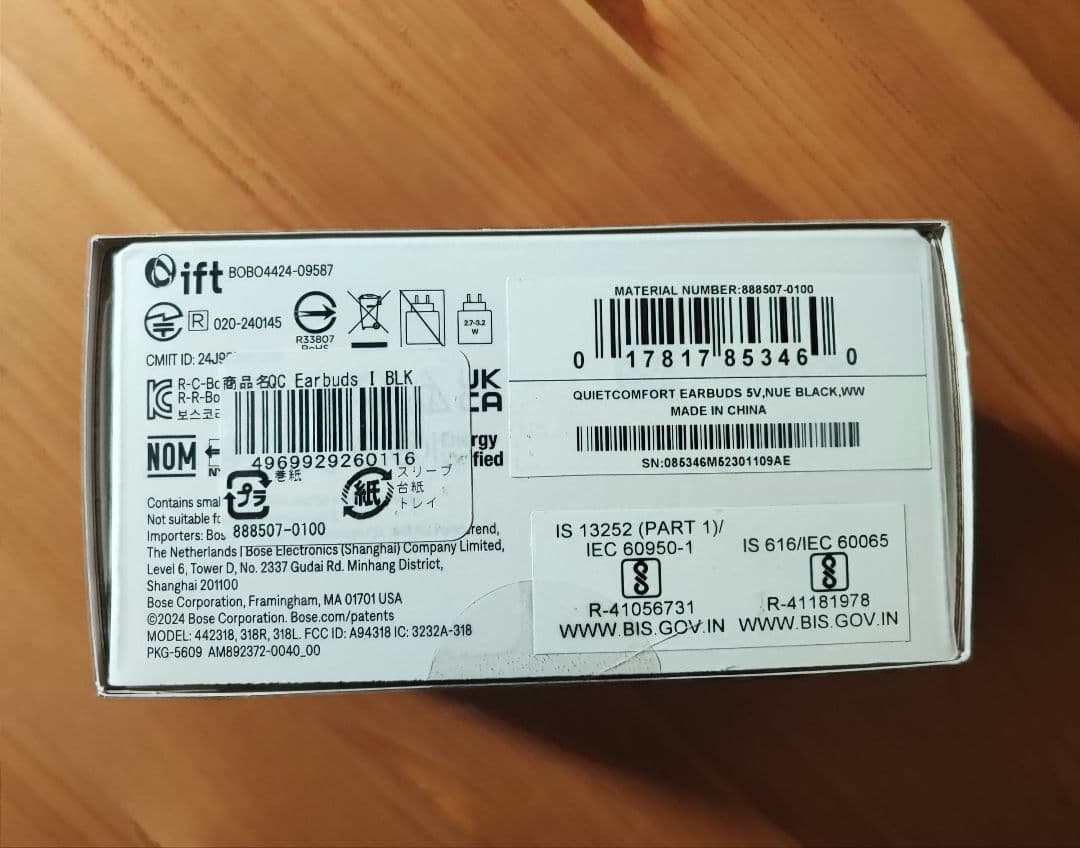 ift BOBO4424-09587
R 020-240145
R33807
RoHS
2.7-3.2
W
CMIIT ID: 24J9
R-C-Bo
R-R-Bo
보스코리
UK
CA
NOM
rgy
fied
商品名QC Earbuds I BLK
4969929260116
プラ
巻紙
紙
スリーブ
台紙
トレイ
888507-0100
Contains smal
Not suitable fo
Importers: Bos
rend,
The Netherlands | Bose Electronics (Shanghai) Company Limited,
Level 6, Tower D, No. 2337 Gudai Rd. Minhang District,
Shanghai 201100
Bose Corporation, Framingham, MA 01701 USA
©2024 Bose Corporation. Bose.com/patents
MODEL: 442318, 318R, 318L. FCC ID: A94318 IC: 3232A-318
PKG-5609 AM892372-0040_00
MATERIAL NUMBER:888507-0100
0 17817 85346 0
QUIETCOMFORT EARBUDS 5V,NUE BLACK,WW
MADE IN CHINA
SN:085346M52301109AE
IS 13252 (PART 1)/
IEC 60950-1
R-41056731
WWW.BIS.GOV.IN
IS 616/IEC 60065
R-41181978
WWW.BIS.GOV.IN